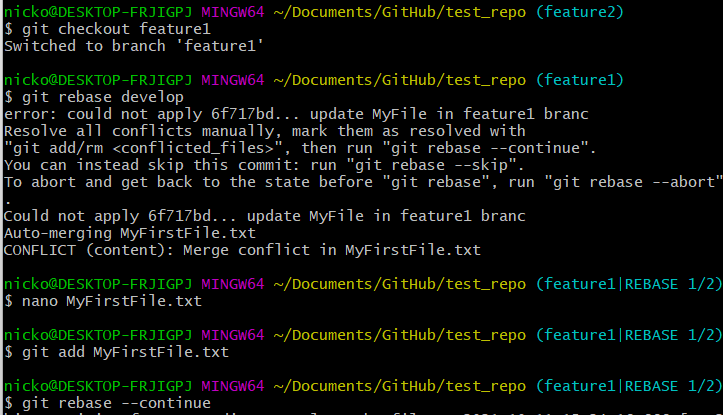 nicko@DESKTOP-FRJIGPJ MINGW64 ~/Documents/GitHub/test_repo (feature2)
$ git checkout feature1
Switched to branch 'feature1'
nicko@DESKTOP-FRJIGPJ MINGW64 ~/Documents/GitHub/test_repo (feature1)
$ git rebase develop
error: could not apply 6f717bd... update MyFile in feature1 branc
Resolve all conflicts manually, mark them as resolved with
"git add/rm <conflicted_files>", then run "git rebase --continue".
You can instead skip this commit: run "git rebase --skip".
To abort and get back to the state before "git rebase", run "git rebase --abort"
.
Could not apply 6f717bd... update MyFile in feature1 branc
Auto-merging MyFirstFile.txt
CONFLICT (content): Merge conflict in MyFirstFile.txt
nicko@DESKTOP-FRJIGPJ MINGW64 ~/Documents/GitHub/test_repo (feature1|REBASE 1/2)
$ nano MyFirstFile.txt
nicko@DESKTOP-FRJIGPJ MINGW64 ~/Documents/GitHub/test_repo (feature1|REBASE 1/2)
$ git add MyFirstFile.txt
nicko@DESKTOP-FRJIGPJ MINGW64 ~/Documents/GitHub/test_repo (feature1|REBASE 1/2)
$ git rebase --continue